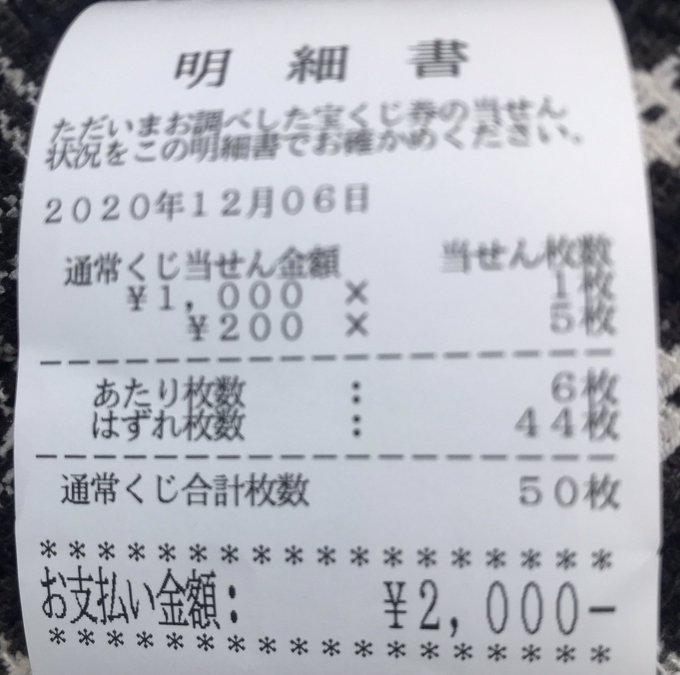 明 細 書
ただいまお調べした宝くじ券の当せん
状況をこの明細書でお確かめください。
2020年12月06日
通常くじ当せん金額 当せん枚数
¥1,000 × 1枚
¥200 × 5枚
--------------------
あたり枚数 : 6枚
はずれ枚数 : 44枚
--------------------
通常くじ合計枚数 50枚
********************
お支払い金額: ¥2,000-
********************